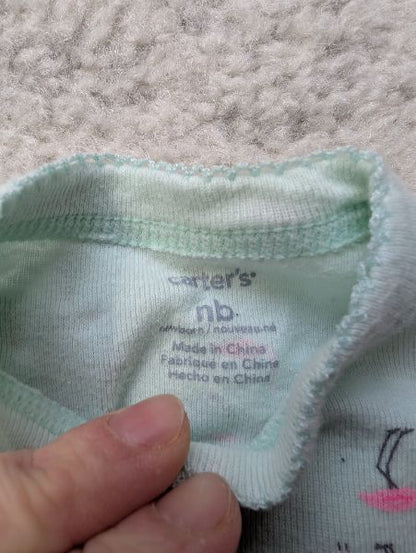 carter's
nb.
newborn / nouveau-né
Made in China
Fabriqué en Chine
Hecho en China